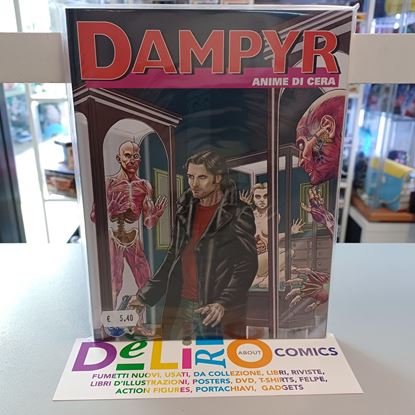 DAMPYR
ANIME DI CERA
€ 5,40
DeLiRiO ABOUT COMICS
FUMETTI NUOVI, USATI, DA COLLEZIONE, LIBRI, RIVISTE,
LIBRI D'ILLUSTRAZIONI, POSTERS, DVD, T-SHIRTS, FELPE,
ACTION FIGURES, PORTACHIAVI, GADGETS